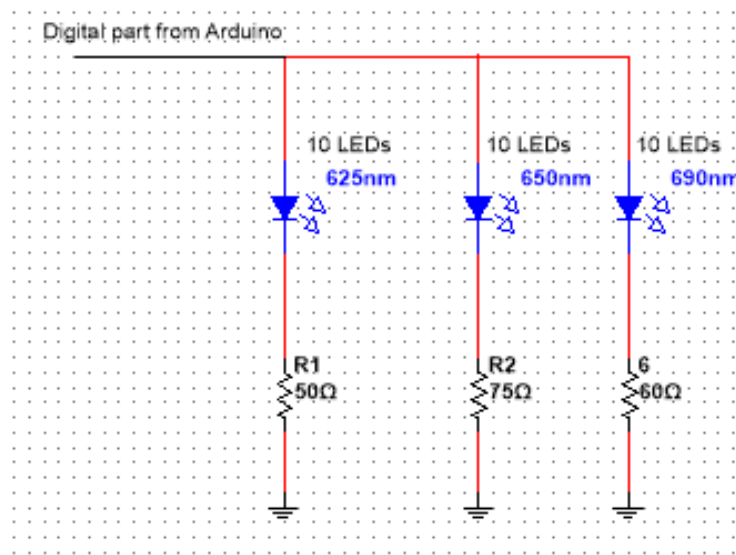 Digital part from Arduino
10 LEDs 10 LEDs 10 LEDs
625nm 650nm 690nm
R1 R2 6
50Ω 75Ω 60Ω